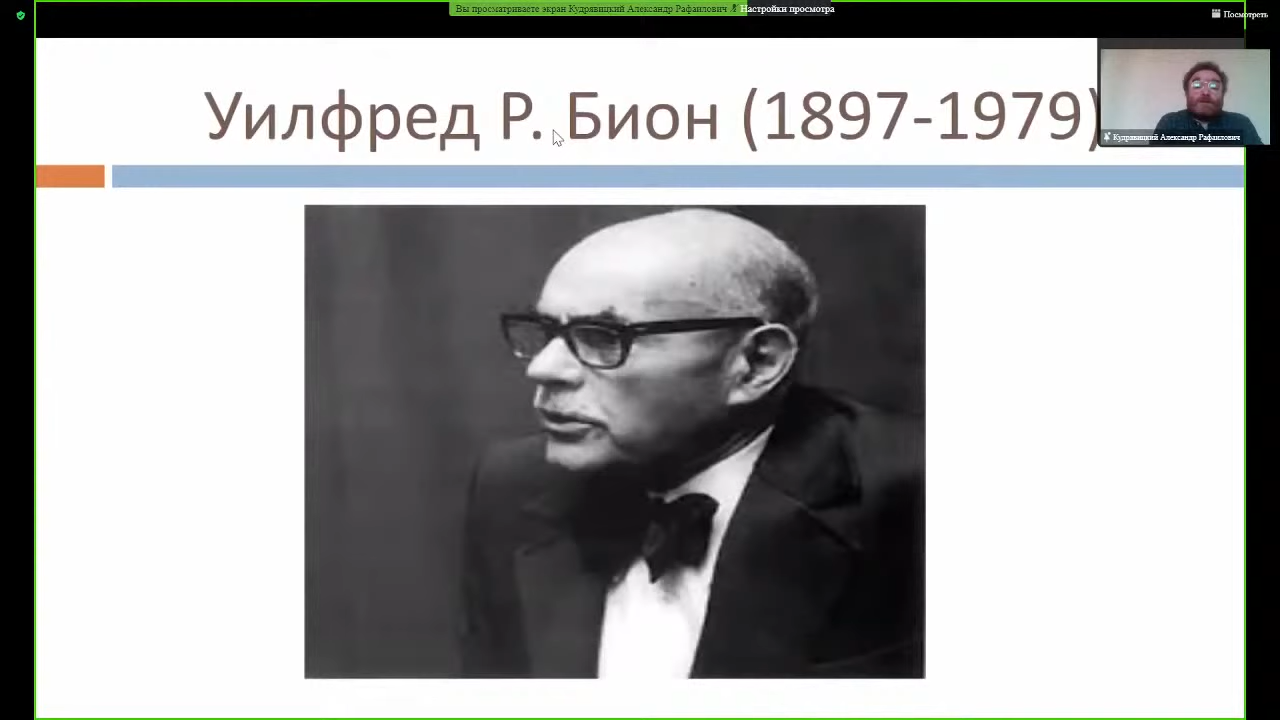 Вы просматриваете экран Кудрявицкий Александр Рафаилович
Настройки просмотра
Посмотреть
Уилфред Р. Бион (1897-1979)
Кудрявицкий Александр Рафаилович